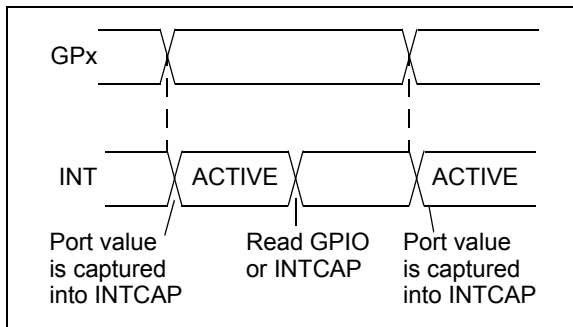 GPx
INT
ACTIVE
ACTIVE
Port value
is captured
into INTCAP
Read GPIO
or INTCAP
Port value
is captured
into INTCAP